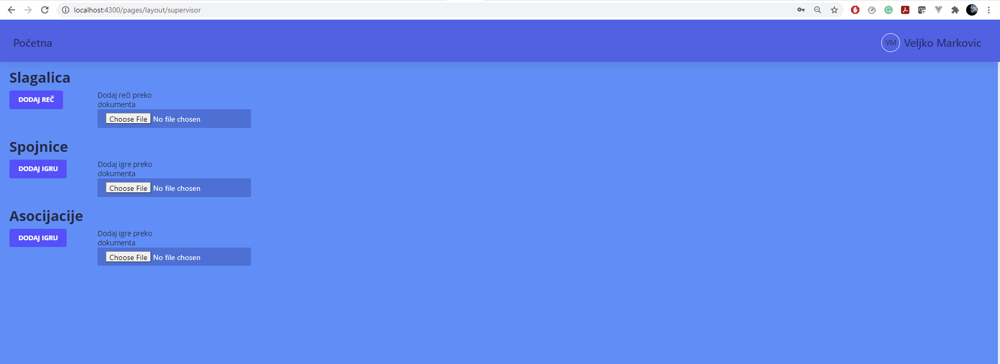 localhost:4300/pages/layout/supervisor
Početna
VM Veljko Markovic
Slagalica
DODAJ REČ
Dodaj reči preko
dokumenta
Choose File No file chosen
Spojnice
DODAJ IGRU
Dodaj igre preko
dokumenta
Choose File No file chosen
Asocijacije
DODAJ IGRU
Dodaj igre preko
dokumenta
Choose File No file chosen